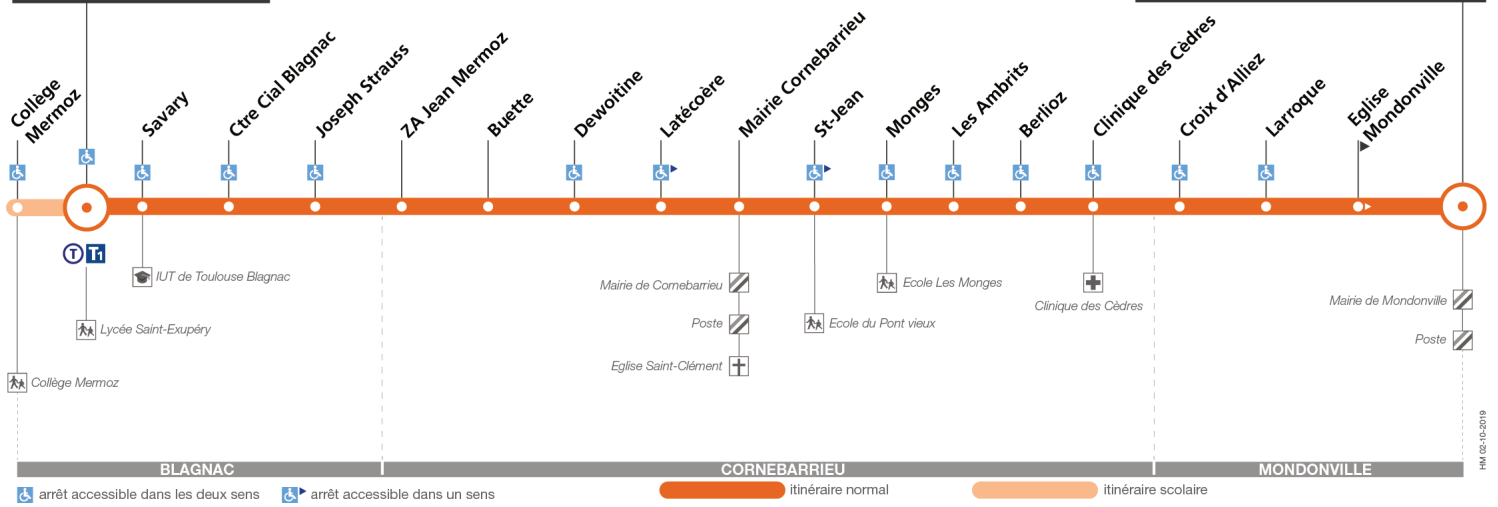 Collège
Mermoz
Savary
Ctre Cial Blagnac
Joseph Strauss
ZA Jean Mermoz
Buette
Dewoitine
Latécoère
Mairie Cornebarrieu
St-Jean
Monges
Les Ambrits
Berlioz
Clinique des Cèdres
Croix d'Alliez
Larroque
Eglise
Mondonville
T T1
IUT de Toulouse Blagnac
Lycée Saint-Exupéry
Collège Mermoz
Mairie de Cornebarrieu
Poste
Eglise Saint-Clément
Ecole du Pont vieux
Ecole Les Monges
Clinique des Cèdres
Mairie de Mondonville
Poste
HM 02-10-2019
BLAGNAC CORNEBARRIEU MONDONVILLE
arrêt accessible dans les deux sens arrêt accessible dans un sens itinéraire normal itinéraire scolaire